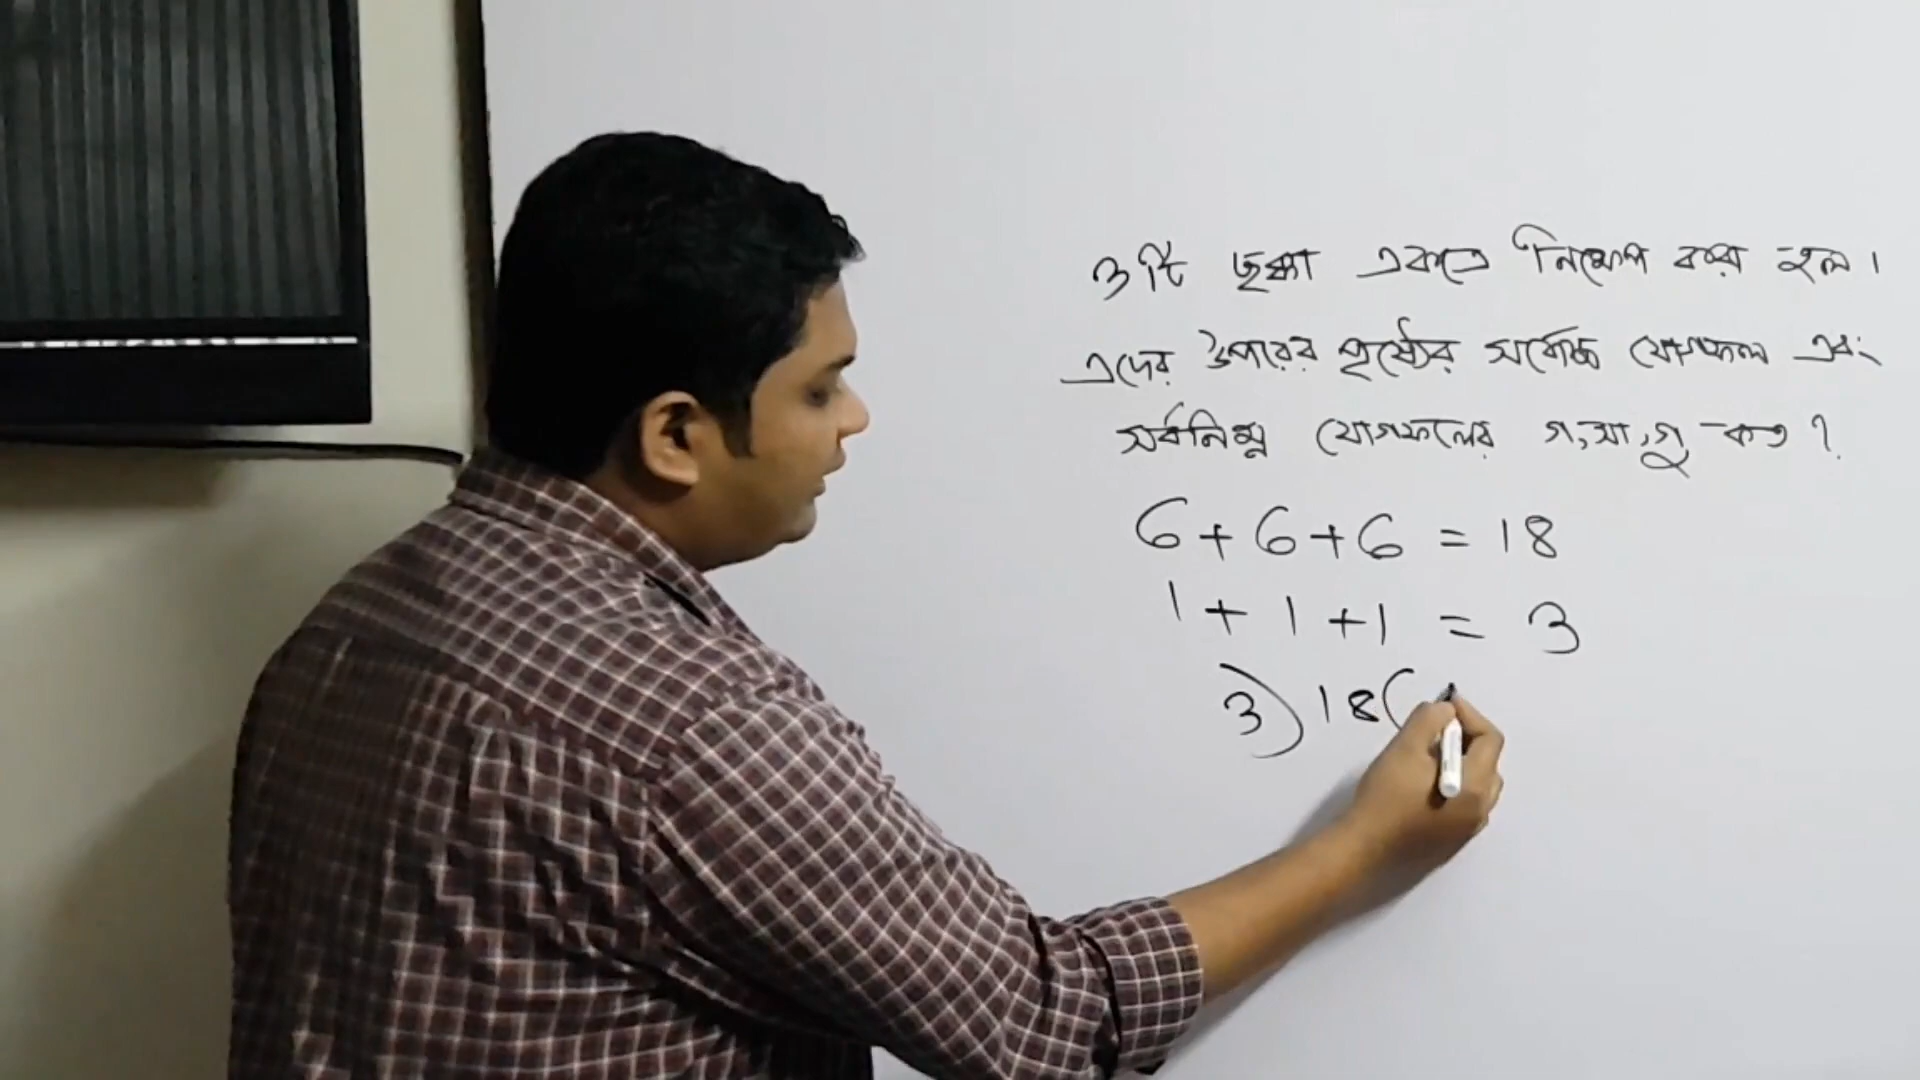 ৩টি ছক্কা একত্রে নিক্ষেপ করা হল।
এদের উপরের পৃষ্ঠের সর্বোচ্চ যোগফল এবং
সর্বনিম্ন যোগফলের গ,সা,গু কত?
6+6+6 = 18
1+1+1 = 3
3)18(